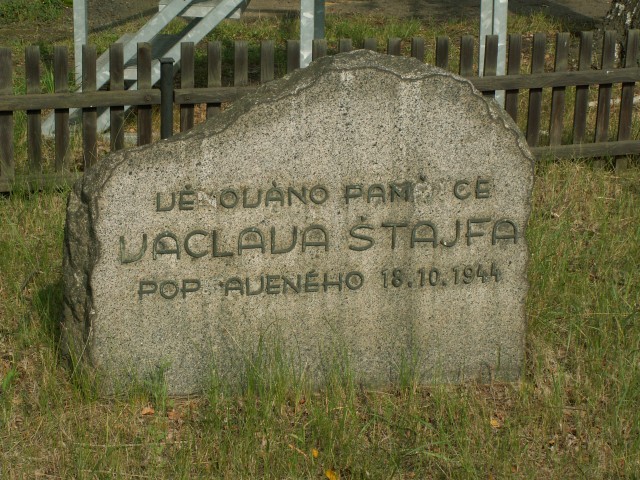 VĚNOVÁNO PAMÁTCE
VÁCLAVA ŠTAJFA
POPRAVENÉHO 18.10.1944